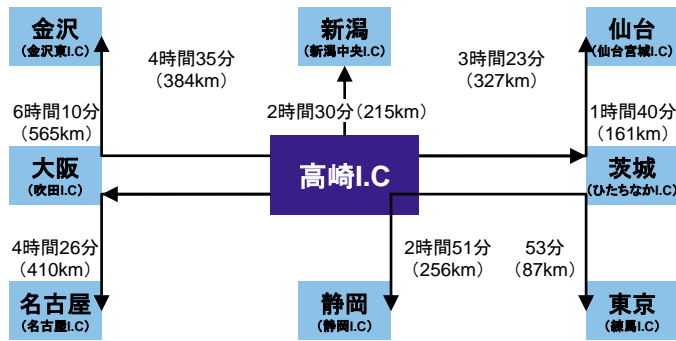 金沢
(金沢東I.C)
新潟
(新潟中央I.C)
仙台
(仙台宮城I.C)
4時間35分
(384km)
3時間23分
(327km)
6時間10分
(565km)
2時間30分(215km)
1時間40分
(161km)
大阪
(吹田I.C)
高崎I.C
茨城
(ひたちなかI.C)
4時間26分
(410km)
2時間51分
(256km)
53分
(87km)
名古屋
(名古屋I.C)
静岡
(静岡I.C)
東京
(練馬I.C)